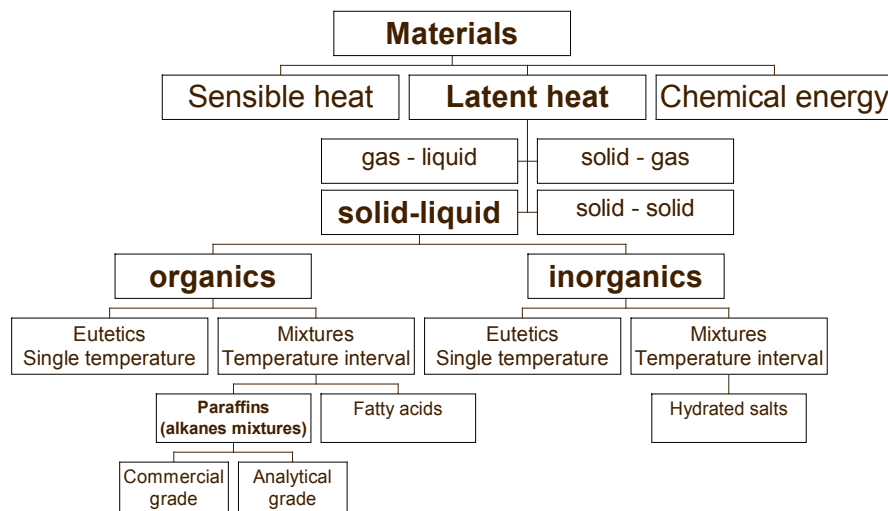 Materials
Sensible heat
Latent heat
Chemical energy
gas - liquid
solid - gas
solid-liquid
solid - solid
organics
inorganics
Eutetics
Single temperature
Mixtures
Temperature interval
Eutetics
Single temperature
Mixtures
Temperature interval
Paraffins
(alkanes mixtures)
Fatty acids
Hydrated salts
Commercial
grade
Analytical
grade